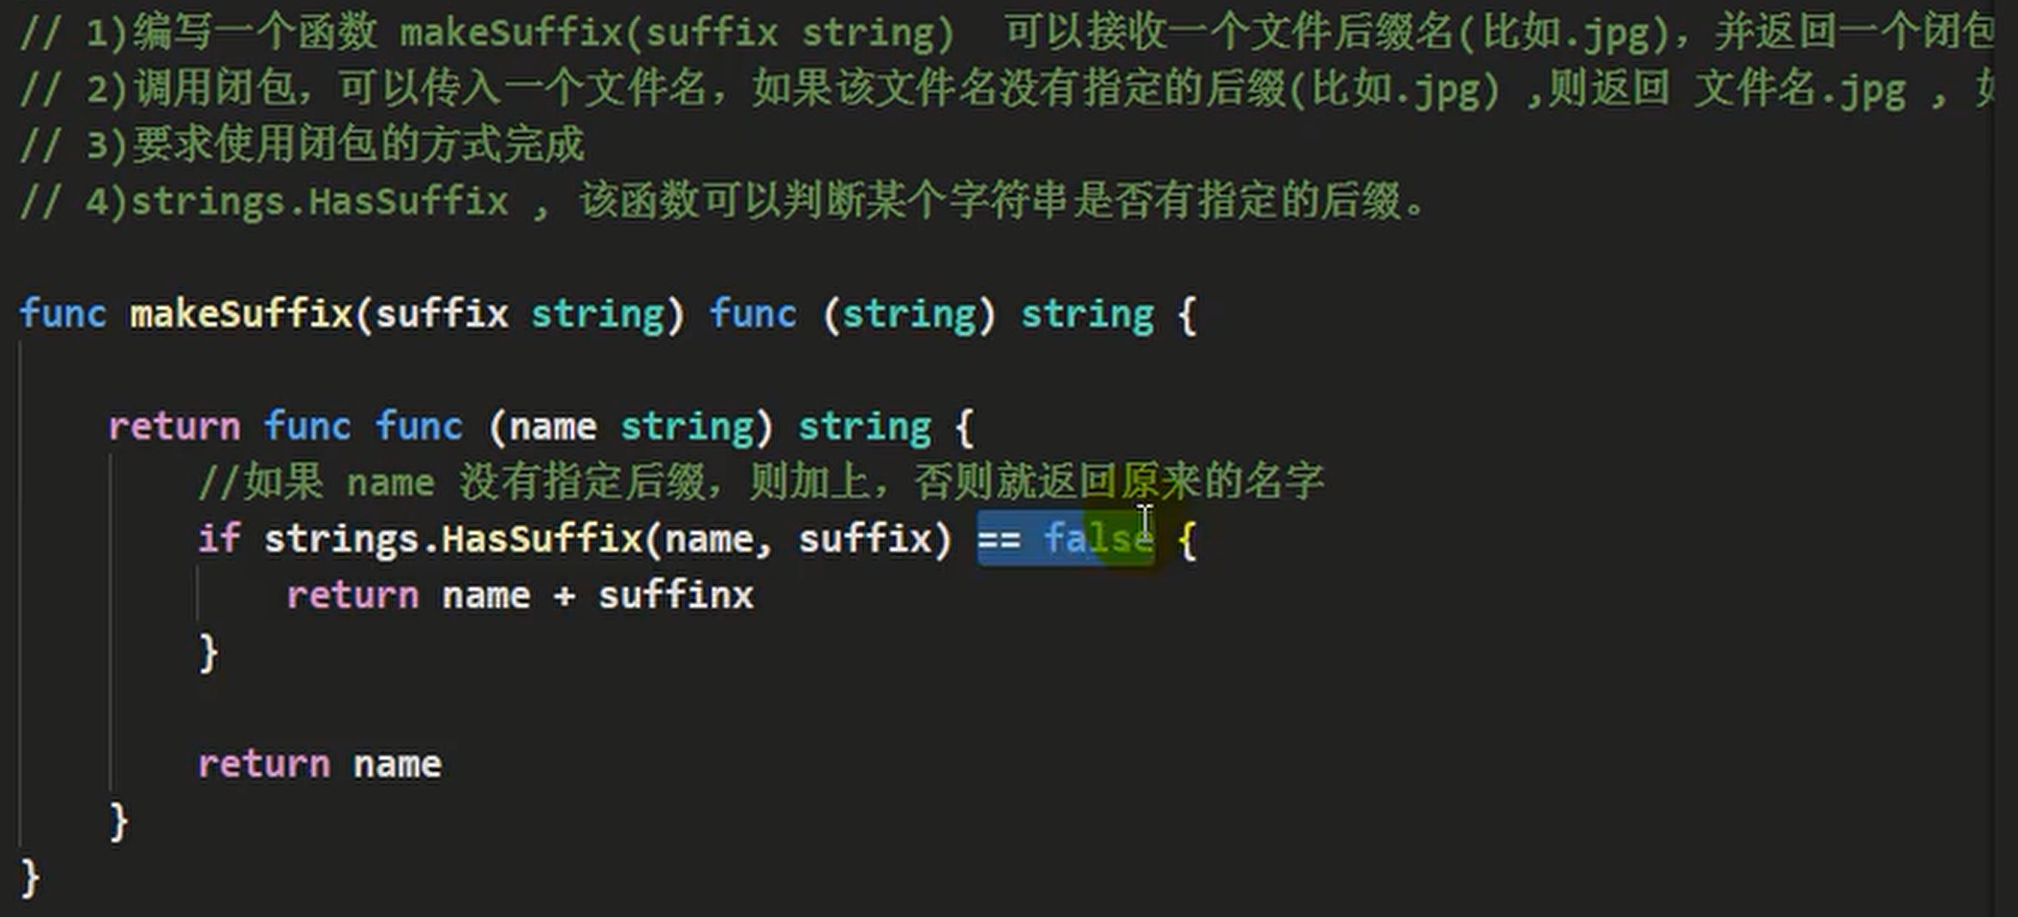 // 1)编写一个函数 makeSuffix(suffix string)  可以接收一个文件后缀名(比如.jpg)，并返回一个闭包
// 2)调用闭包，可以传入一个文件名，如果该文件名没有指定的后缀(比如.jpg) ,则返回 文件名.jpg , 如
// 3)要求使用闭包的方式完成
// 4)strings.HasSuffix , 该函数可以判断某个字符串是否有指定的后缀。
func makeSuffix(suffix string) func (string) string {
return func func (name string) string {
//如果 name 没有指定后缀，则加上，否则就返回原来的名字
if strings.HasSuffix(name, suffix) == false {
return name + suffinx
}
return name
}
}